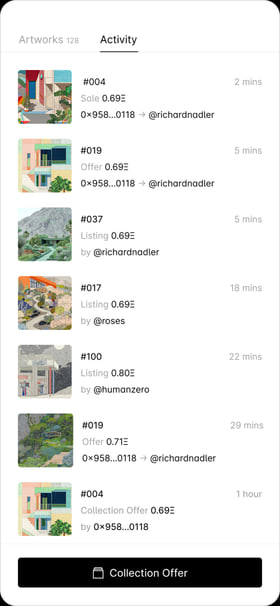 Artworks 128 Activity
#004 2 mins
Sale 0.69Ξ
0×958...0118 → @richardnadler
#019 5 mins
Offer 0.69Ξ
0×958...0118 → @richardnadler
#037 5 mins
Listing 0.69Ξ
by @richardnadler
#017 18 mins
Listing 0.69Ξ
by @roses
#100 22 mins
Listing 0.80Ξ
by @humanzero
#019 29 mins
Offer 0.71Ξ
0×958...0118 → @richardnadler
#004 1 hour
Collection Offer 0.69Ξ
by 0×958...0118
Collection Offer